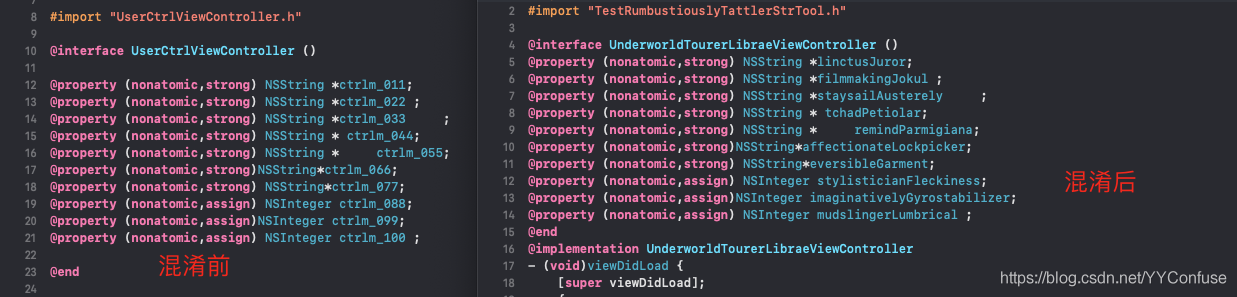 7
8 #import "UserCtrlViewController.h"
9
10 @interface UserCtrlViewController ()
11
12 @property (nonatomic,strong) NSString *ctrlm_011;
13 @property (nonatomic,strong) NSString *ctrlm_022 ;
14 @property (nonatomic,strong) NSString *ctrlm_033     ;
15 @property (nonatomic,strong) NSString * ctrlm_044;
16 @property (nonatomic,strong) NSString *     ctrlm_055;
17 @property (nonatomic,strong)NSString*ctrlm_066;
18 @property (nonatomic,strong) NSString*ctrlm_077;
19 @property (nonatomic,assign) NSInteger ctrlm_088;
20 @property (nonatomic,assign)NSInteger ctrlm_099;
21 @property (nonatomic,assign) NSInteger ctrlm_100 ;
22
23 @end
24
混淆前
2 #import "TestRumbustiouslyTattlerStrTool.h"
3
4 @interface UnderworldTourerLibraeViewController ()
5 @property (nonatomic,strong) NSString *linctusJuror;
6 @property (nonatomic,strong) NSString *filmmakingJokul ;
7 @property (nonatomic,strong) NSString *staysailAusterely     ;
8 @property (nonatomic,strong) NSString * tchadPetiolar;
9 @property (nonatomic,strong) NSString *     remindParmigiana;
10 @property (nonatomic,strong)NSString*affectionateLockpicker;
11 @property (nonatomic,strong) NSString*eversibleGarment;
12 @property (nonatomic,assign) NSInteger stylisticianFleckiness;
13 @property (nonatomic,assign)NSInteger imaginativelyGyrostabilizer;
14 @property (nonatomic,assign) NSInteger mudslingerLumbrical ;
15 @end
16 @implementation UnderworldTourerLibraeViewController
17 - (void)viewDidLoad {
18     [super viewDidLoad];
混淆后
https://blog.csdn.net/YYConfuse